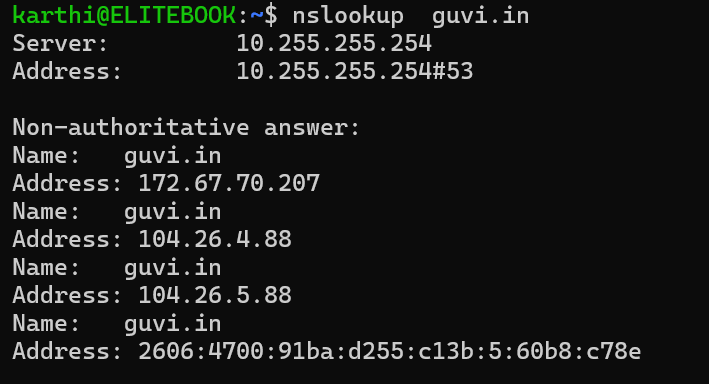 karthi@ELITEBOOK:~$ nslookup  guvi.in
Server:         10.255.255.254
Address:        10.255.255.254#53

Non-authoritative answer:
Name:   guvi.in
Address: 172.67.70.207
Name:   guvi.in
Address: 104.26.4.88
Name:   guvi.in
Address: 104.26.5.88
Name:   guvi.in
Address: 2606:4700:91ba:d255:c13b:5:60b8:c78e